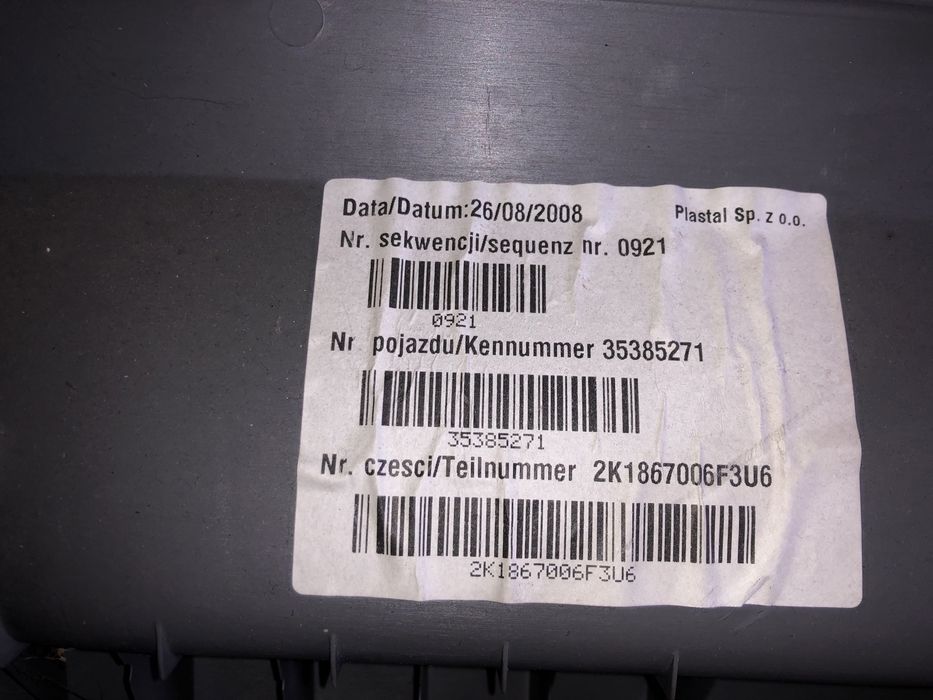 Data/Datum:26/08/2008 Plastal Sp. z o.o.
Nr. sekwencji/sequenz nr. 0921
0921
Nr pojazdu/Kennummer 35385271
35385271
Nr. czesci/Teilnummer 2K1867006F3U6
2K1867006F3U6